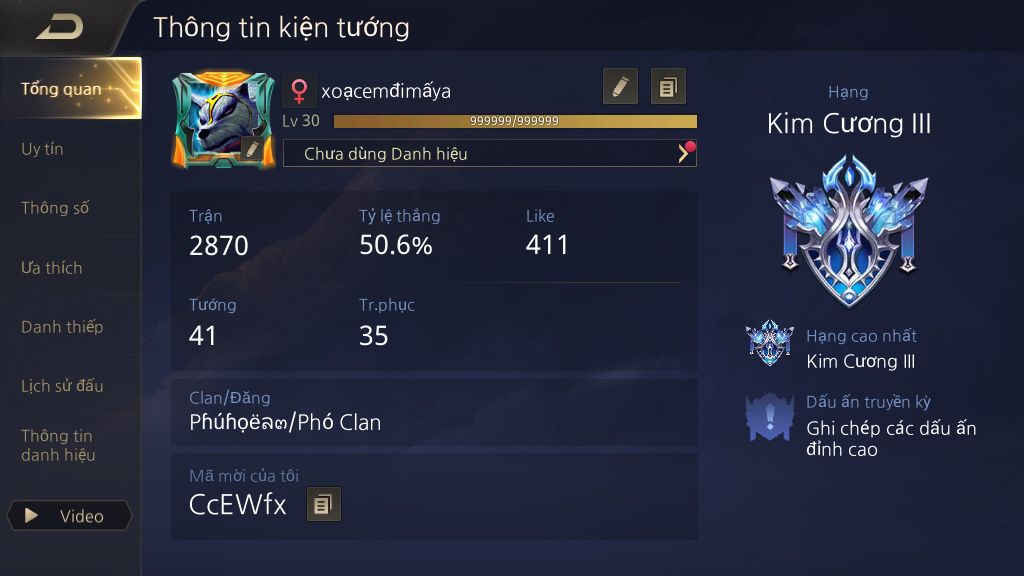 Thông tin kiện tướng
Tổng quan
Uy tín
Thông số
Ưa thích
Danh thiếp
Lịch sử đấu
Thông tin
danh hiệu
Video
xoạcemđimấya
Lv 30
999999/999999
Chưa dùng Danh hiệu
Trận
2870
Tỷ lệ thắng
50.6%
Like
411
Tướng
41
Tr.phục
35
Clan/Đăng
/Phó Clan
Mã mời của tôi
CcEWfx
Hạng
Kim Cương III
Hạng cao nhất
Kim Cương III
Dấu ấn truyền kỳ
Ghi chép các dấu ấn
đỉnh cao